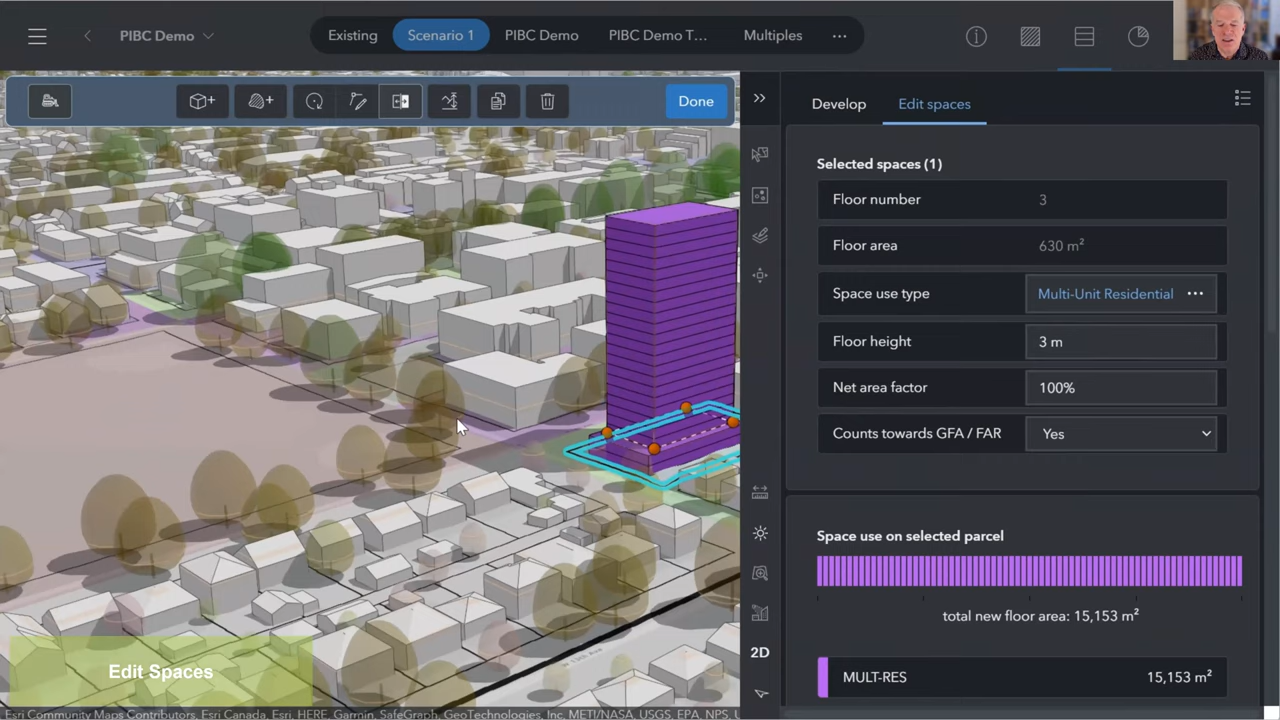 PIBC Demo
Existing
Scenario 1
PIBC Demo
PIBC Demo T...
Multiples
Done
Develop
Edit spaces
Selected spaces (1)
Floor number 3
Floor area 630 m²
Space use type Multi-Unit Residential
Floor height 3 m
Net area factor 100%
Counts towards GFA / FAR Yes
Space use on selected parcel
total new floor area: 15,153 m²
MULT-RES 15,153 m²
2D
Edit Spaces
Esri Community Maps Contributors, Esri Canada, Esri, HERE, Garmin, SafeGraph, GeoTechnologies, Inc, METI/NASA, USGS, EPA, NPS, U